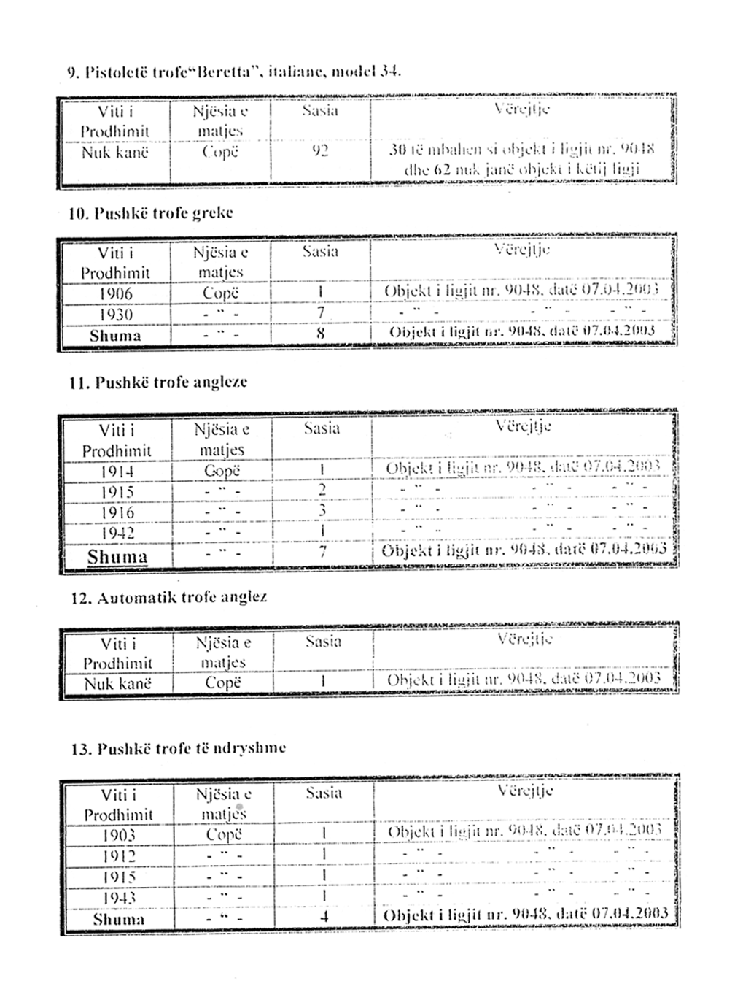 9. Pistoletë trofe“Beretta”, italiane, model 34.
Viti i Prodhimit | Njësia e matjes | Sasia | Vërejtje
Nuk kanë | Copë | 92 | 30 të mbahen si objekt i ligjit nr. 9048
dhe 62 nuk janë objekt i këtij ligji
10. Pushkë trofe greke
Viti i Prodhimit | Njësia e matjes | Sasia | Vërejtje
1906 | Copë | 1 | Objekt i ligjit nr. 9048, datë 07.04.2003
1930 | - “ - | 7 | - “ - - “ - - “ -
Shuma | - “ - | 8 | Objekt i ligjit nr. 9048, datë 07.04.2003
11. Pushkë trofe angleze
Viti i Prodhimit | Njësia e matjes | Sasia | Vërejtje
1914 | Copë | 1 | Objekt i ligjit nr. 9048, datë 07.04.2003
1915 | - “ - | 2 | - “ - - “ - - “ -
1916 | - “ - | 3 | - “ - - “ - - “ -
1942 | - “ - | 1 | - “ - - “ - - “ -
Shuma | - “ - | 7 | Objekt i ligjit nr. 9048, datë 07.04.2003
12. Automatik trofe anglez
Viti i Prodhimit | Njësia e matjes | Sasia | Vërejtje
Nuk kanë | Copë | 1 | Objekt i ligjit nr. 9048, datë 07.04.2003
13. Pushkë trofe të ndryshme
Viti i Prodhimit | Njësia e matjes | Sasia | Vërejtje
1903 | Copë | 1 | Objekt i ligjit nr. 9048, datë 07.04.2003
1912 | - “ - | 1 | - “ - - “ - - “ -
1915 | - “ - | 1 | - “ - - “ - - “ -
1943 | - “ - | 1 | - “ - - “ - - “ -
Shuma | - “ - | 4 | Objekt i ligjit nr. 9048, datë 07.04.2003